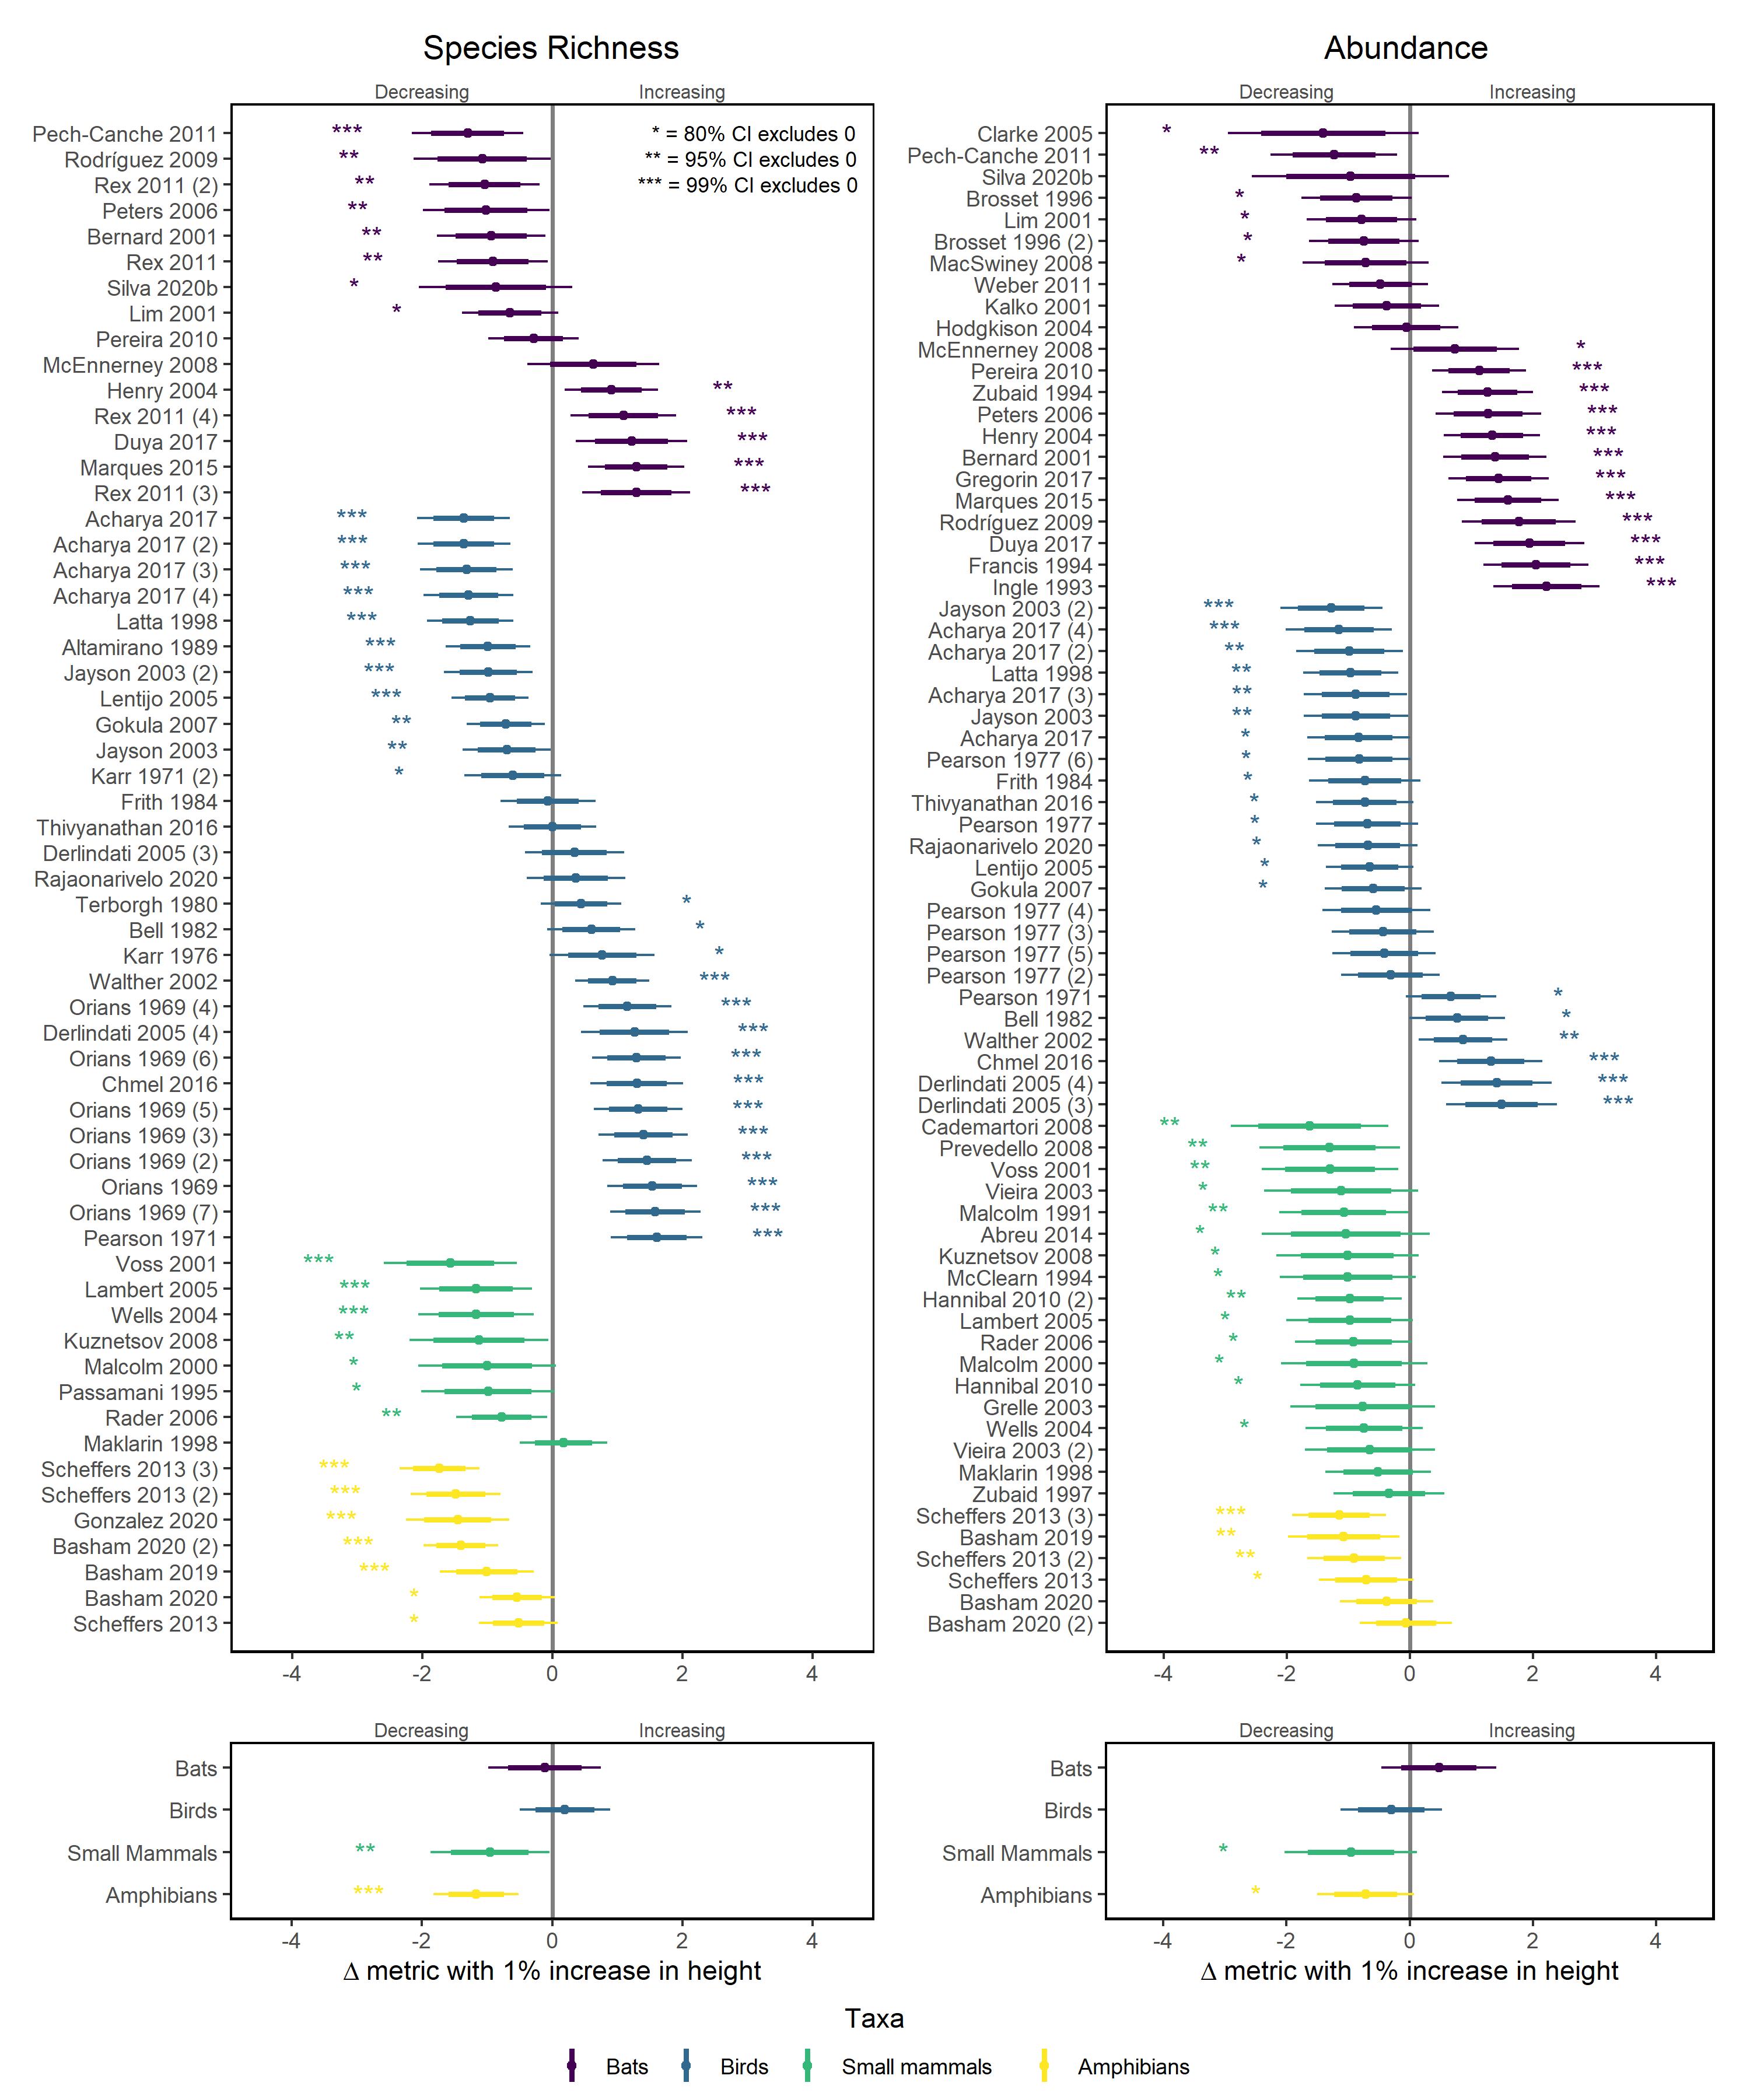 Species Richness
Decreasing Increasing
* = 80% CI excludes 0
** = 95% CI excludes 0
*** = 99% CI excludes 0
Pech-Canche 2011 ***
Rodríguez 2009 **
Rex 2011 (2) **
Peters 2006 **
Bernard 2001 **
Rex 2011 **
Silva 2020b *
Lim 2001 *
Pereira 2010
McEnnerney 2008
Henry 2004 **
Rex 2011 (4) ***
Duya 2017 ***
Marques 2015 ***
Rex 2011 (3) ***
Acharya 2017 ***
Acharya 2017 (2) ***
Acharya 2017 (3) ***
Acharya 2017 (4) ***
Latta 1998 ***
Altamirano 1989 ***
Jayson 2003 (2) ***
Lentijo 2005 ***
Gokula 2007 **
Jayson 2003 **
Karr 1971 (2) *
Frith 1984
Thivyanathan 2016
Derlindati 2005 (3)
Rajaonarivelo 2020
Terborgh 1980 *
Bell 1982 *
Karr 1976 *
Walther 2002 ***
Orians 1969 (4) ***
Derlindati 2005 (4) ***
Orians 1969 (6) ***
Chmel 2016 ***
Orians 1969 (5) ***
Orians 1969 (3) ***
Orians 1969 (2) ***
Orians 1969 ***
Orians 1969 (7) ***
Pearson 1971 ***
Voss 2001 ***
Lambert 2005 ***
Wells 2004 ***
Kuznetsov 2008 **
Malcolm 2000 *
Passamani 1995 *
Rader 2006 **
Maklarin 1998
Scheffers 2013 (3) ***
Scheffers 2013 (2) ***
Gonzalez 2020 ***
Basham 2020 (2) ***
Basham 2019 ***
Basham 2020 *
Scheffers 2013 *
-4 -2 0 2 4
Abundance
Decreasing Increasing
Clarke 2005 *
Pech-Canche 2011 **
Silva 2020b
Brosset 1996 *
Lim 2001 *
Brosset 1996 (2) *
MacSwiney 2008 *
Weber 2011
Kalko 2001
Hodgkison 2004
McEnnerney 2008 *
Pereira 2010 ***
Zubaid 1994 ***
Peters 2006 ***
Henry 2004 ***
Bernard 2001 ***
Gregorin 2017 ***
Marques 2015 ***
Rodríguez 2009 ***
Duya 2017 ***
Francis 1994 ***
Ingle 1993 ***
Jayson 2003 (2) ***
Acharya 2017 (4) ***
Acharya 2017 (2) **
Latta 1998 **
Acharya 2017 (3) **
Jayson 2003 **
Acharya 2017 *
Pearson 1977 (6) *
Frith 1984 *
Thivyanathan 2016 *
Pearson 1977 *
Rajaonarivelo 2020 *
Lentijo 2005 *
Gokula 2007 *
Pearson 1977 (4)
Pearson 1977 (3)
Pearson 1977 (5)
Pearson 1977 (2)
Pearson 1971 *
Bell 1982 *
Walther 2002 **
Chmel 2016 ***
Derlindati 2005 (4) ***
Derlindati 2005 (3) ***
Cademartori 2008 **
Prevedello 2008 **
Voss 2001 **
Vieira 2003 *
Malcolm 1991 **
Abreu 2014 *
Kuznetsov 2008 *
McClearn 1994 *
Hannibal 2010 (2) **
Lambert 2005 *
Rader 2006 *
Malcolm 2000 *
Hannibal 2010 *
Grelle 2003
Wells 2004 *
Vieira 2003 (2)
Maklarin 1998
Zubaid 1997
Scheffers 2013 (3) ***
Basham 2019 **
Scheffers 2013 (2) **
Scheffers 2013 *
Basham 2020
Basham 2020 (2)
-4 -2 0 2 4
Decreasing Increasing
Bats
Birds
Small Mammals **
Amphibians ***
-4 -2 0 2 4
Δ metric with 1% increase in height
Decreasing Increasing
Bats
Birds
Small Mammals *
Amphibians *
-4 -2 0 2 4
Δ metric with 1% increase in height
Taxa
Bats Birds Small mammals Amphibians